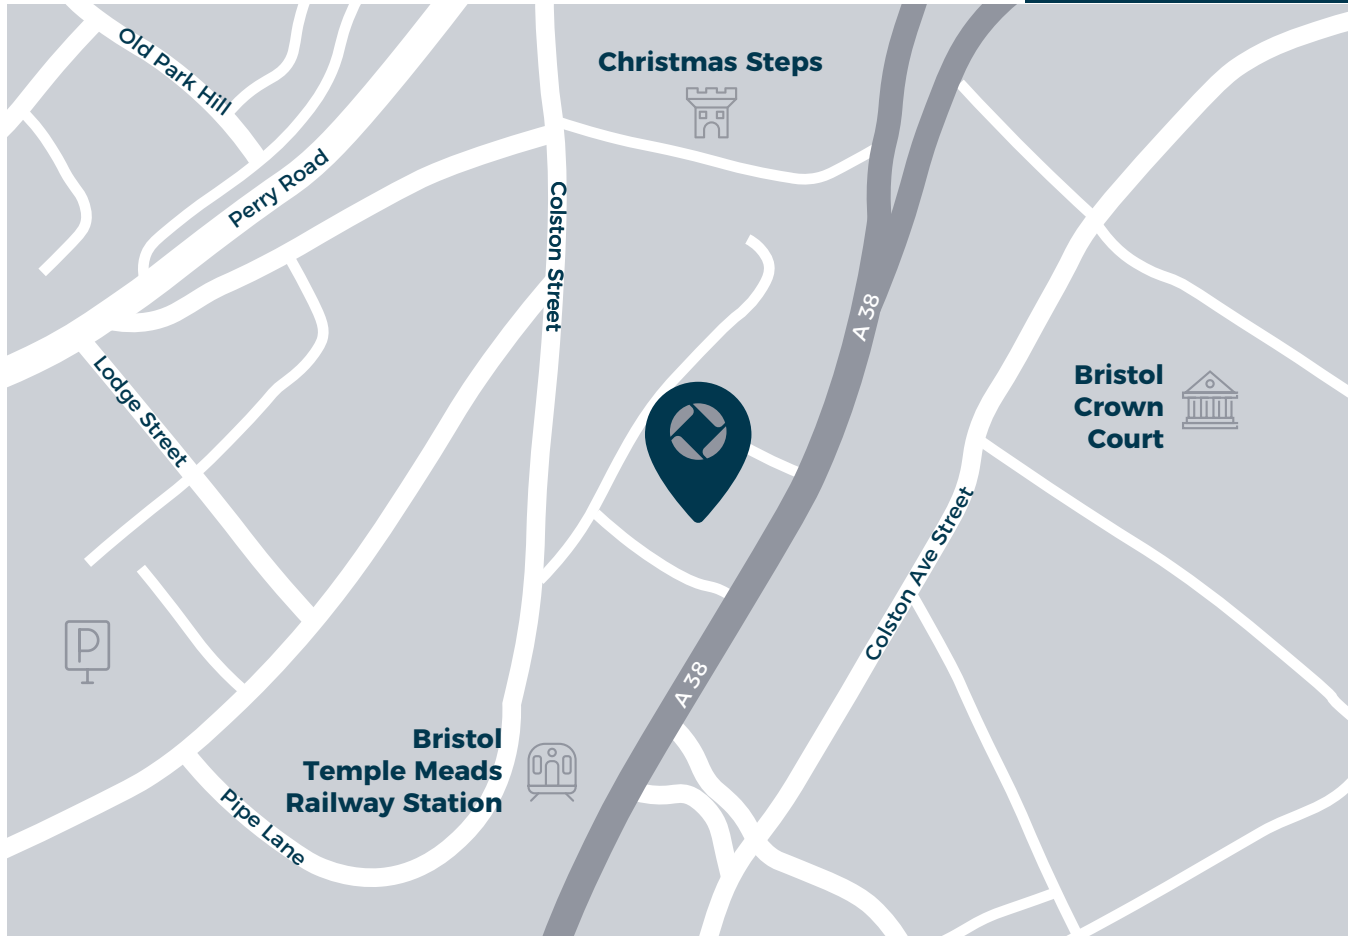 Old Park Hill
Christmas Steps
Perry Road
Colston Street
A 38
Lodge Street
Bristol
Crown
Court
Colston Ave Street
P
A 38
Bristol
Temple Meads
Railway Station
Pipe Lane